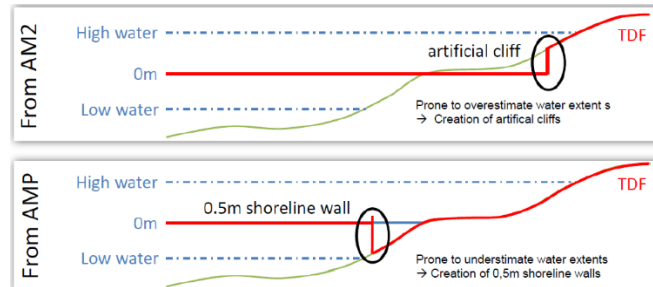 From AM2
High water
TDF
artificial cliff
0m
Low water
Prone to overestimate water extent s
→ Creation of artifical cliffs
From AMP
High water
TDF
0.5m shoreline wall
0m
Low water
Prone to understimate water extents
→ Creation of 0,5m shoreline walls